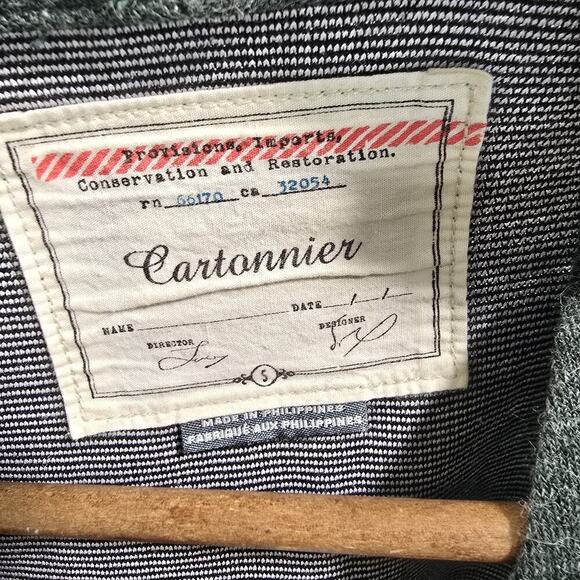 Provisions, Imports,
Conservation and Restoration.
rn 66170 ca 32054
Cartonnier
NAME DATE / /
DIRECTOR DESIGNER
S
MADE IN PHILIPPINES
FABRIQUÉ AUX PHILIPPINES